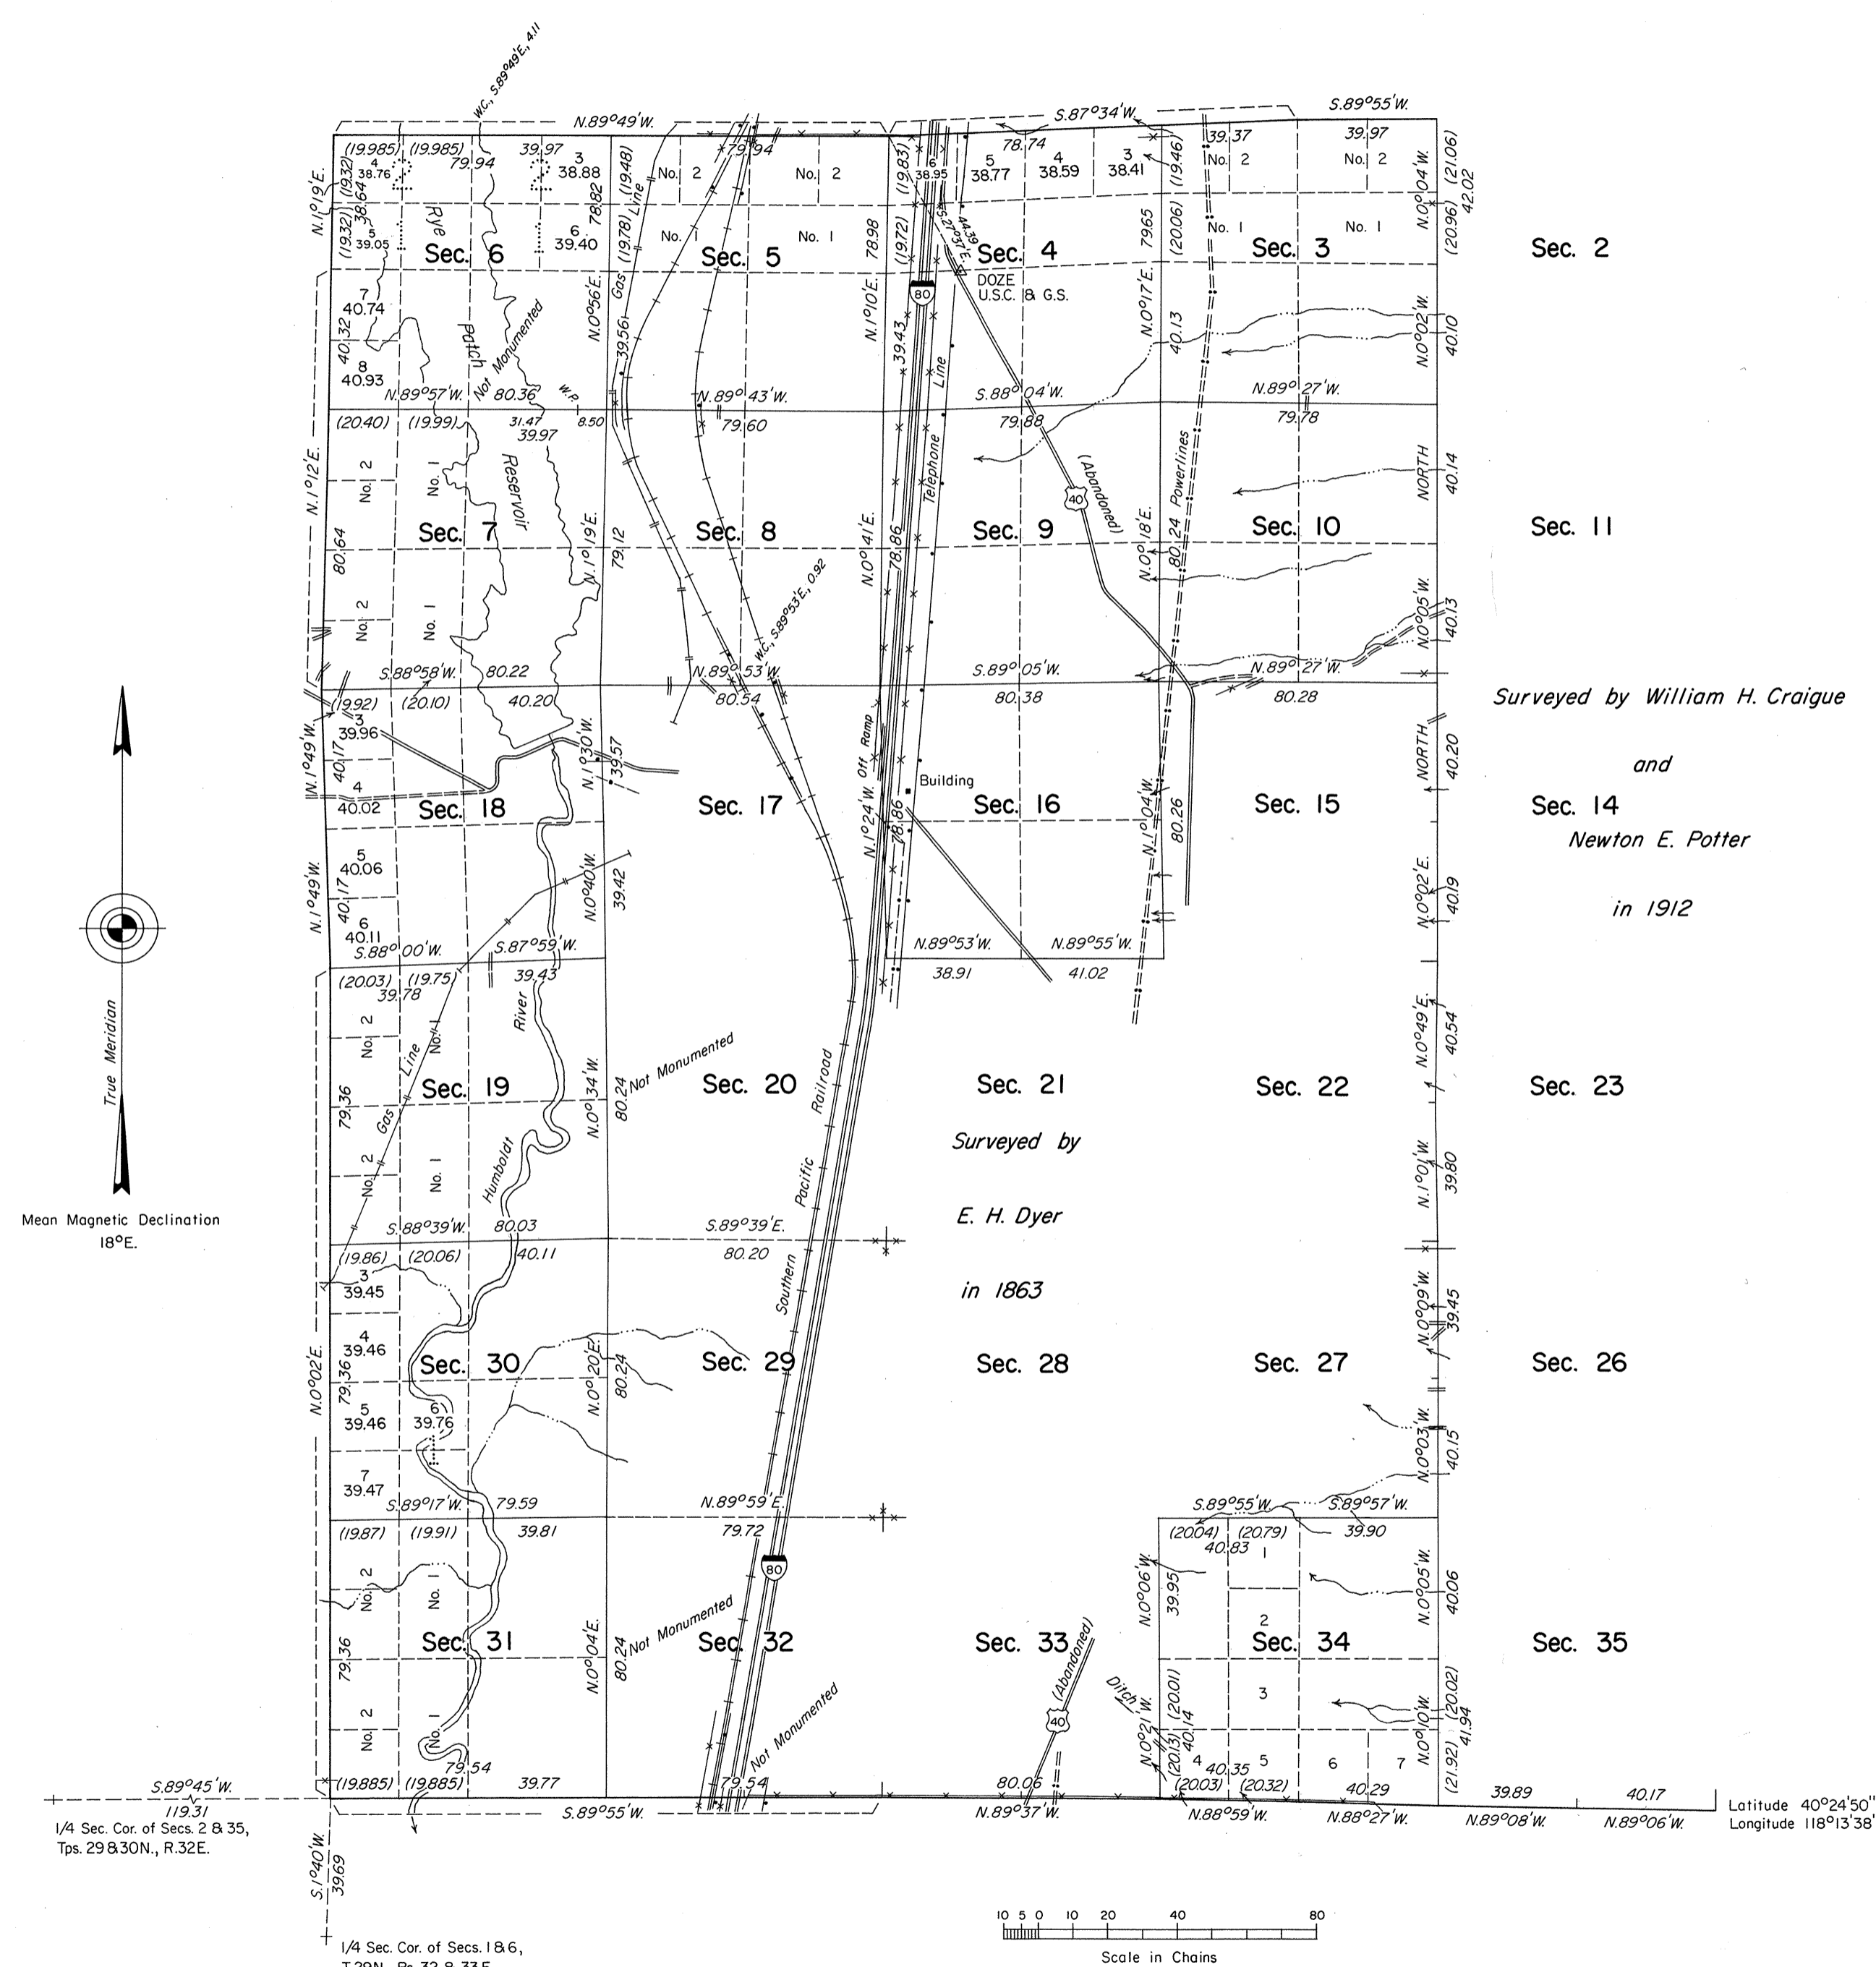 W.C., S.89°49'E., 4.11
N.89°49'W.
S.87°34'W.
S.89°55'W.
(19.985) (19.985) 39.97
79.94
79.94
78.74
39.37
39.97
4
38.76
3
38.88
No. 2
No. 2
6
38.95
5
38.77
4
38.59
3
38.41
No. 2
No. 2
N.1°19'E.
(19.32)
38.64
(19.32)
78.82
(19.48)
(19.78)
(19.83)
(19.72)
(19.46)
(20.06)
79.65
N.0°04'W.
(21.06)
42.02
(20.96)
5
39.05
Rye
6
39.40
No. 1
No. 1
78.98
S.27°37'E.
44.39
No. 1
No. 1
Sec. 6
Sec. 5
Sec. 4
Sec. 3
Sec. 2
DOZE
U.S.C. & G.S.
80
7
40.74
40.32
8
40.93
Patch
Not Monumented
N.0°56'E.
Gas Line
39.56
N.1°10'E.
39.43
N.0°17'E.
40.13
N.0°02'W.
40.10
N.89°57'W. 80.36
W.P.
N.89°43'W.
S.88°04'W.
N.89°27'W.
(20.40) (19.99)
31.47
8.50
39.97
79.60
79.88
79.78
N.1°12'E.
80.64
No. 2
No. 1
Reservoir
Telephone Line
(Abandoned)
40
Powerlines
NORTH
40.14
Sec. 7
Sec. 8
Sec. 9
Sec. 10
Sec. 11
N.1°19'E.
79.12
N.0°41'E.
78.86
N.0°18'E.
80.24
No. 2
No. 1
W.C., S.89°53'E., 0.92
N.0°05'W.
40.13
S.88°58'W. 80.22
N.89°53'W.
S.89°05'W.
N.89°27'W.
(19.92) (20.10) 40.20
80.54
80.38
80.28
Surveyed by William H. Craigue
3
39.96
N.1°49'W.
40.17
N.1°30'W.
39.57
Off Ramp
NORTH
40.20
and
4
40.02
Building
Sec. 18
Sec. 17
Sec. 16
Sec. 15
Sec. 14
N.1°24'W.
78.86
N.1°04'W.
80.26
Newton E. Potter
5
40.06
N.1°49'W.
40.17
N.0°40'W.
39.42
N.0°02'E.
40.19
in 1912
6
40.11
S.88°00'W.
S.87°59'W.
N.89°53'W.
N.89°55'W.
(20.03) (19.75) 39.43
39.78
38.91
41.02
True Meridian
No. 2
No. 1
River
Not Monumented
N.0°49'E.
40.54
Gas Line
Sec. 19
Sec. 20
Sec. 21
Sec. 22
Sec. 23
79.36
N.0°34'W.
80.24
Southern Pacific Railroad
Surveyed by
No. 2
No. 1
Humboldt
N.1°01'W.
39.80
Mean Magnetic Declination
18°E.
E. H. Dyer
S.88°39'W. 80.03
S.89°39'E.
(19.86) (20.06) 40.11
80.20
3
39.45
in 1863
N.0°09'W.
39.45
4
39.46
Sec. 30
Sec. 29
Sec. 28
Sec. 27
Sec. 26
N.0°02'E.
79.36
N.0°20'E.
80.24
5
39.46
6
39.76
N.0°03'W.
40.15
7
39.47
S.89°17'W. 79.59
N.89°59'E.
S.89°55'W.
S.89°57'W.
(19.87) (19.91) 39.81
79.72
(20.04) (20.79) 39.90
40.83
1
80
No. 2
No. 1
Not Monumented
N.0°06'W.
39.95
2
N.0°05'W.
40.06
Sec. 31
Sec. 32
Sec. 33
Sec. 34
Sec. 35
79.36
N.0°04'E.
80.24
(Abandoned)
40
Ditch
N.0°21'W.
(20.01)
40.14
(20.13)
3
N.0°10'W.
(20.02)
41.94
(21.92)
No. 2
No. 1
Not Monumented
4
5
6
7
79.54
79.54
40.35
S.89°45'W.
(19.885) (19.885) 39.77
80.06
(20.03) (20.32)
40.29
39.89
40.17
119.31
S.89°55'W.
N.89°37'W.
N.88°59'W.
N.88°27'W.
N.89°08'W.
N.89°06'W.
Latitude 40°24'50"
Longitude 118°13'38"
1/4 Sec. Cor. of Secs. 2 & 35,
Tps. 29 & 30 N., R. 32 E.
S.1°40'W.
39.69
1/4 Sec. Cor. of Secs. 1 & 6,
T. 29 N., Rs. 32 & 33 E.
10 5 0 10 20 40 80
Scale in Chains